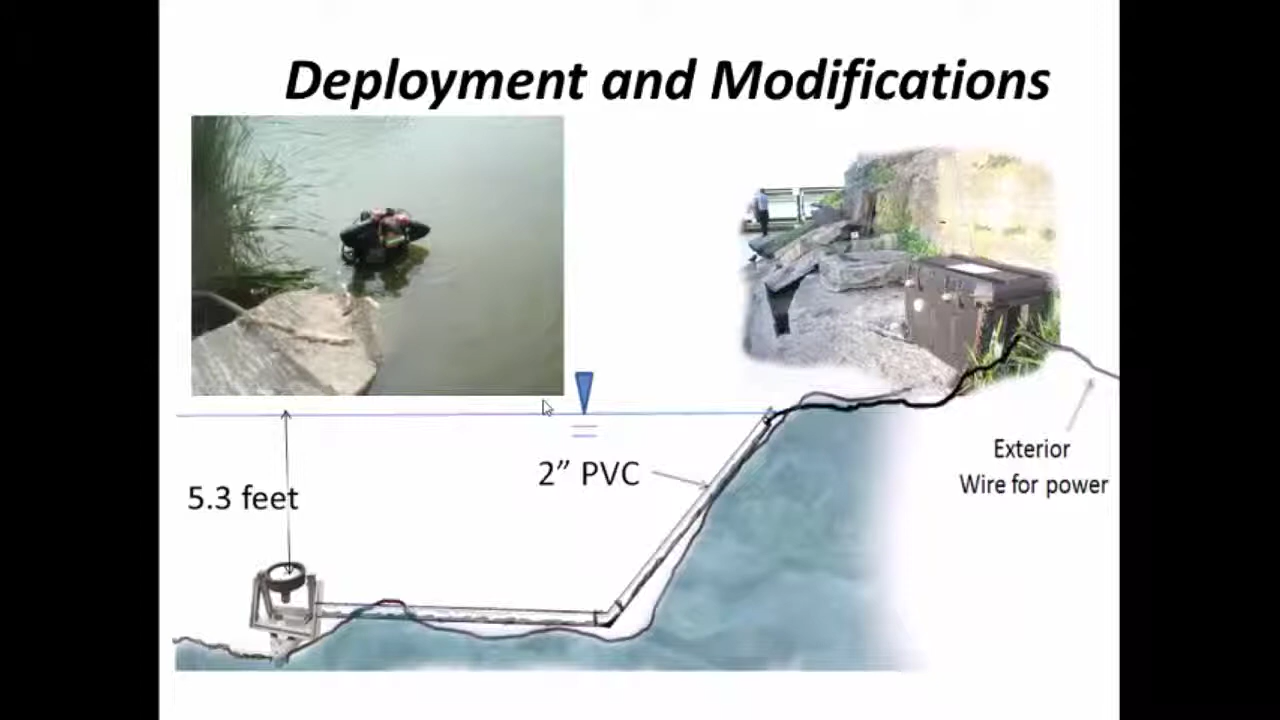 Deployment and Modifications
5.3 feet
2” PVC
Exterior
Wire for power